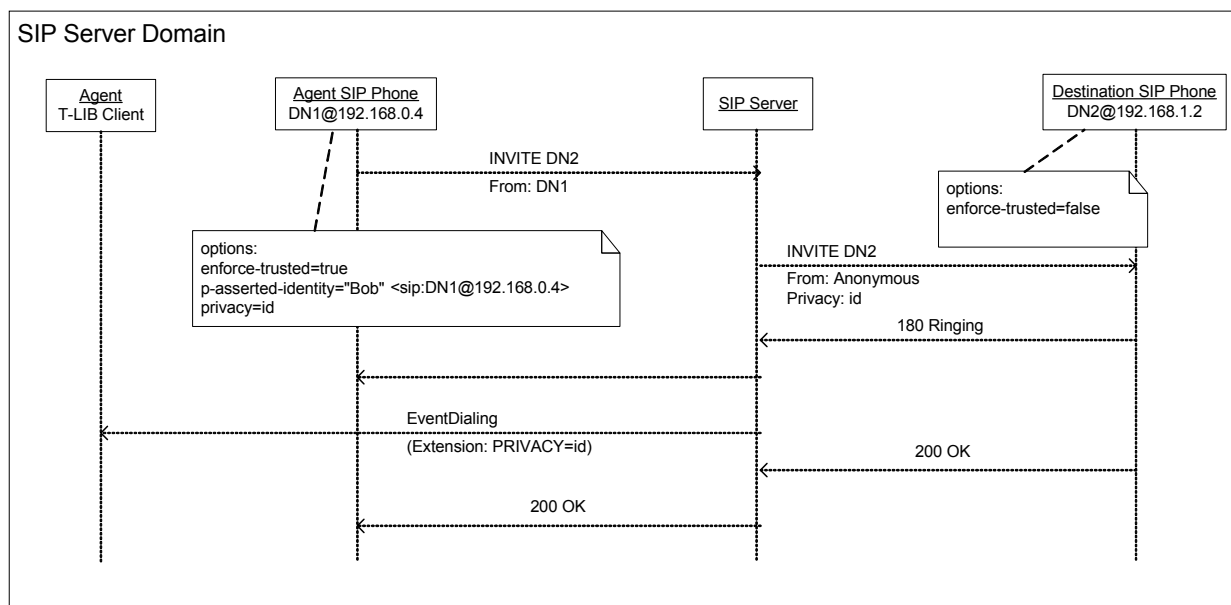 SIP Server Domain
Agent
T-LIB Client
Agent SIP Phone
DN1@192.168.0.4
SIP Server
Destination SIP Phone
DN2@192.168.1.2
INVITE DN2
From: DN1
options:
enforce-trusted=false
options:
enforce-trusted=true
p-asserted-identity="Bob" <sip:DN1@192.168.0.4>
privacy=id
INVITE DN2
From: Anonymous
Privacy: id
180 Ringing
EventDialing
(Extension: PRIVACY=id)
200 OK
200 OK